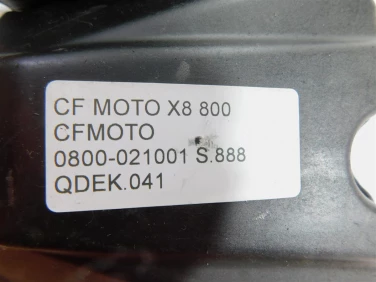 CF MOTO X8 800
CFMOTO
0800-021001 S.888
QDEK.041